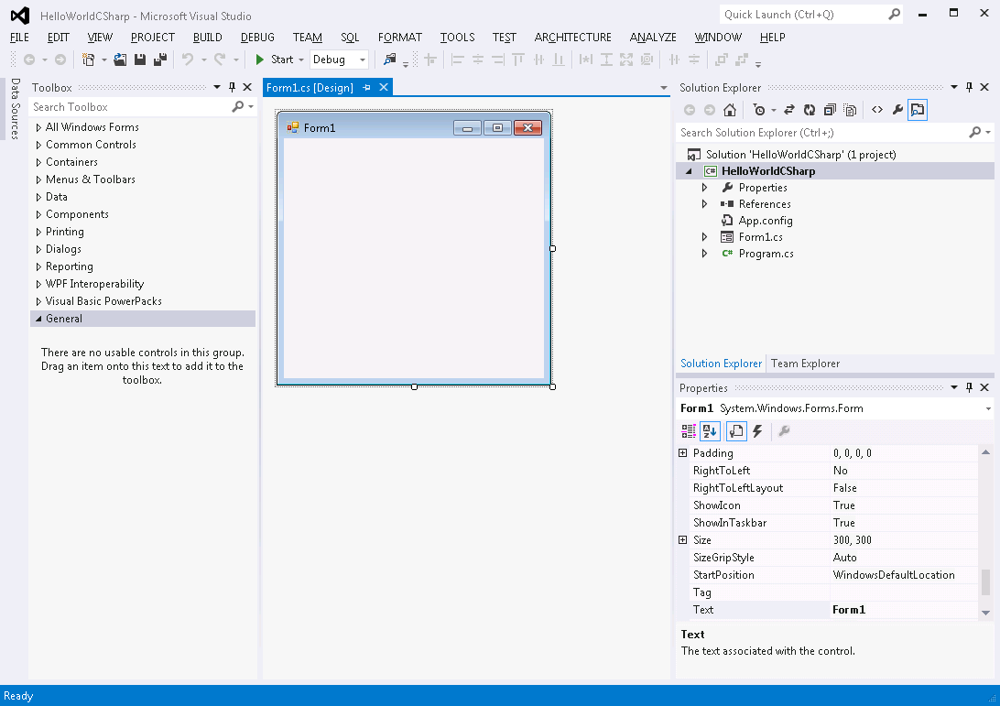 HelloWorldCSharp - Microsoft Visual Studio
Quick Launch (Ctrl+Q)
FILE EDIT VIEW PROJECT BUILD DEBUG TEAM SQL FORMAT TOOLS TEST ARCHITECTURE ANALYZE WINDOW HELP
Start Debug
Data Sources
Toolbox
Search Toolbox
All Windows Forms
Common Controls
Containers
Menus & Toolbars
Data
Components
Printing
Dialogs
Reporting
WPF Interoperability
Visual Basic PowerPacks
General
There are no usable controls in this group.
Drag an item onto this text to add it to the
toolbox.
Form1.cs [Design]
Form1
Solution Explorer
Search Solution Explorer (Ctrl+;)
Solution 'HelloWorldCSharp' (1 project)
C# HelloWorldCSharp
Properties
References
App.config
Form1.cs
C# Program.cs
Solution Explorer Team Explorer
Properties
Form1 System.Windows.Forms.Form
Padding 0, 0, 0, 0
RightToLeft No
RightToLeftLayout False
ShowIcon True
ShowInTaskbar True
Size 300, 300
SizeGripStyle Auto
StartPosition WindowsDefaultLocation
Tag
Text Form1
Text
The text associated with the control.
Ready